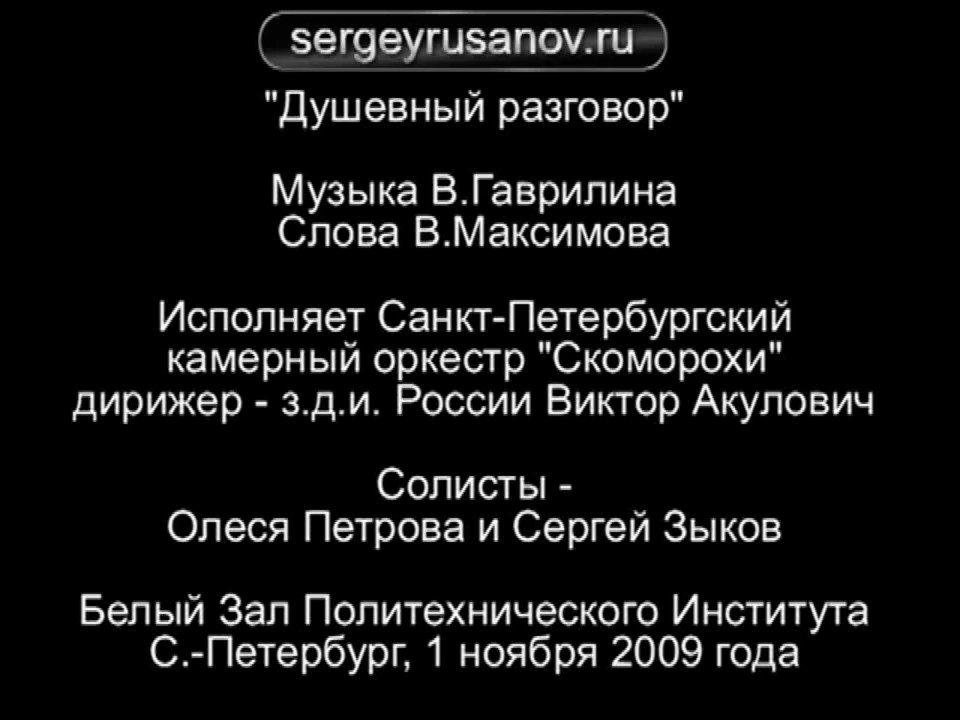 sergeyrusanov.ru
"Душевный разговор"
Музыка В.Гаврилина
Слова В.Максимова
Исполняет Санкт-Петербургский
камерный оркестр "Скоморохи"
дирижер - з.д.и. России Виктор Акулович
Солисты -
Олеся Петрова и Сергей Зыков
Белый Зал Политехнического Института
С.-Петербург, 1 ноября 2009 года